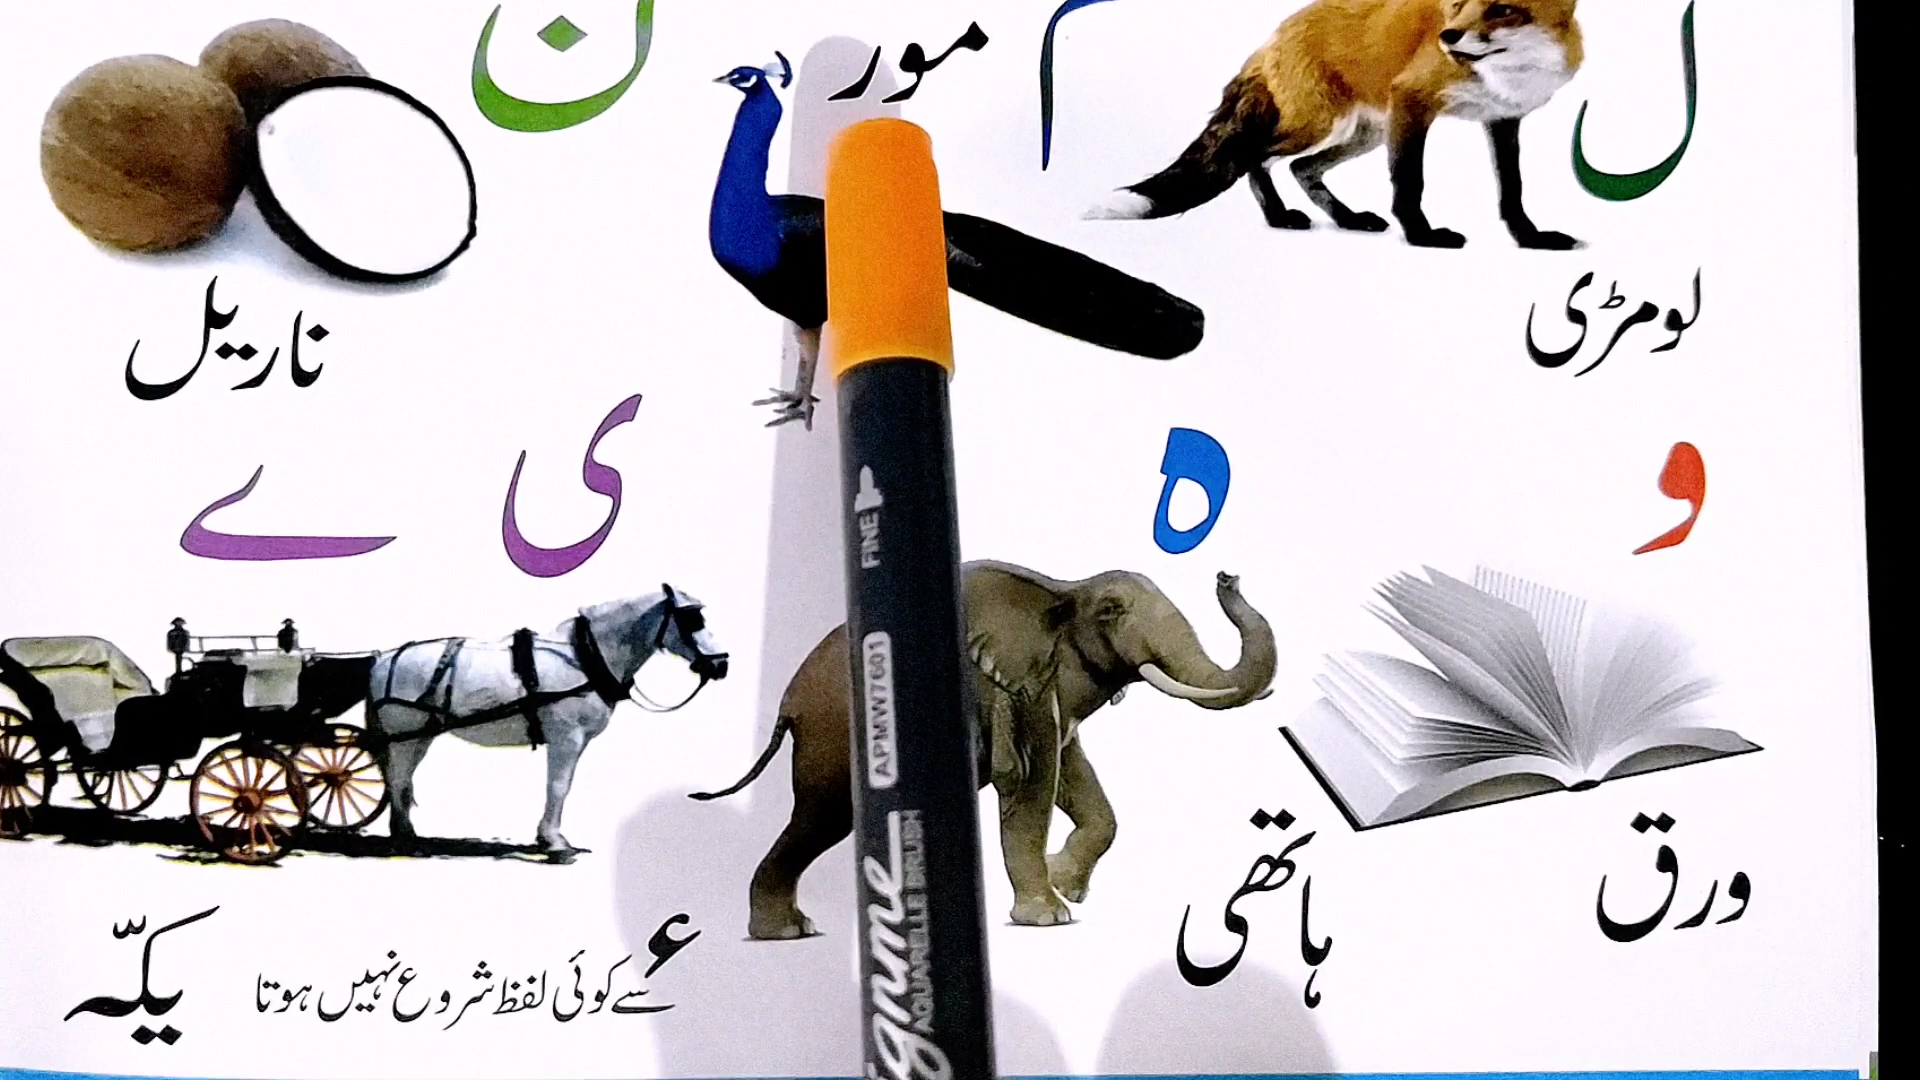 ل
م
ن
مور
لومڑی
ناریل
و
ہ
ی
ے
ورق
ہاتھی
ء سے کوئی لفظ شروع نہیں ہوتا
یکّہ
FINE
APMW7601
AQUARELLE BRUSH